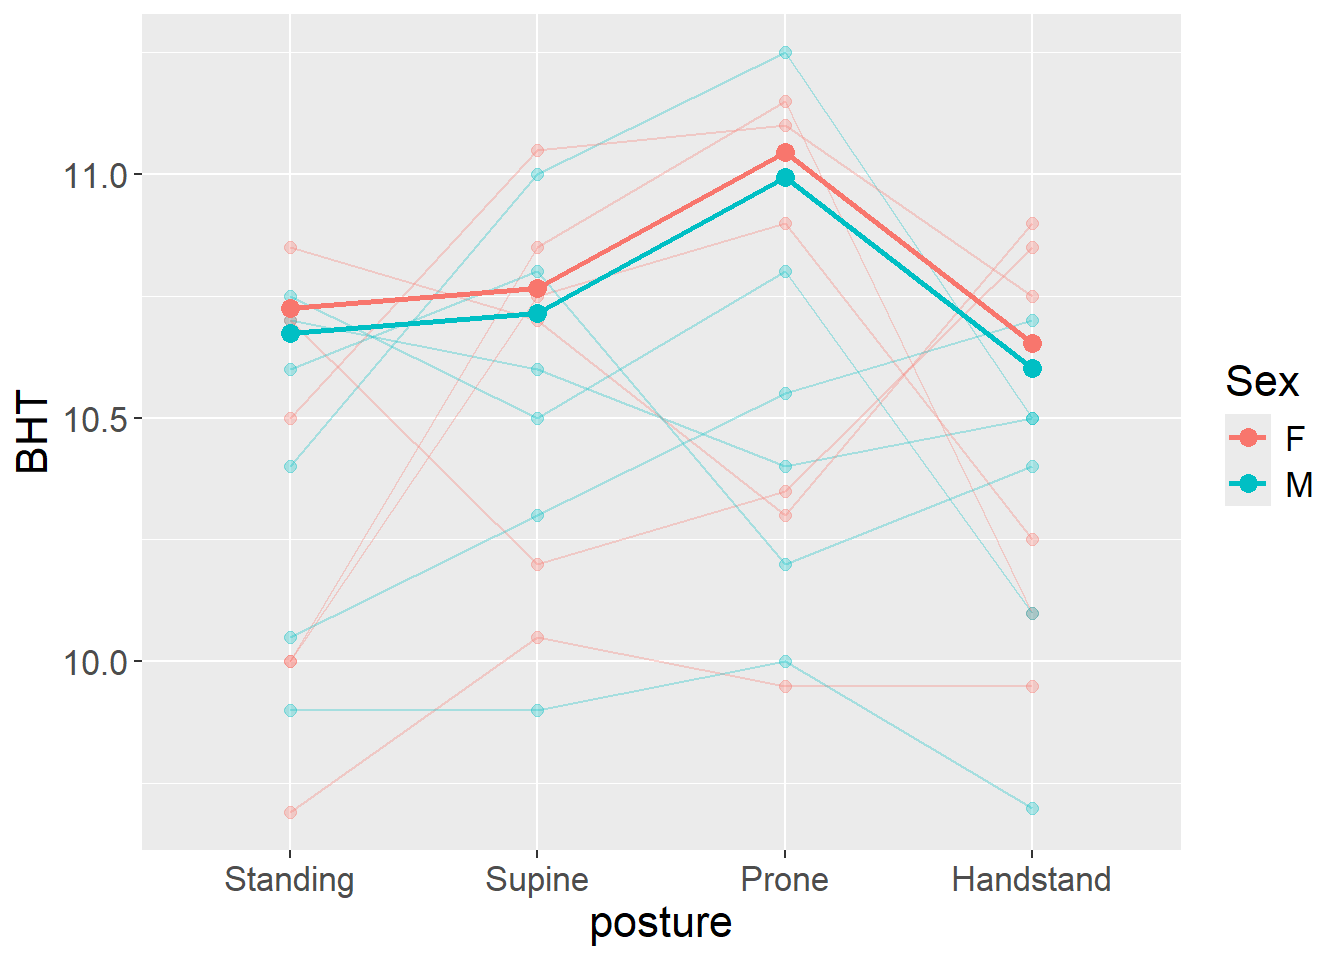 11.0
10.5
10.0
BHT
Standing Supine Prone Handstand
posture
Sex
F
M